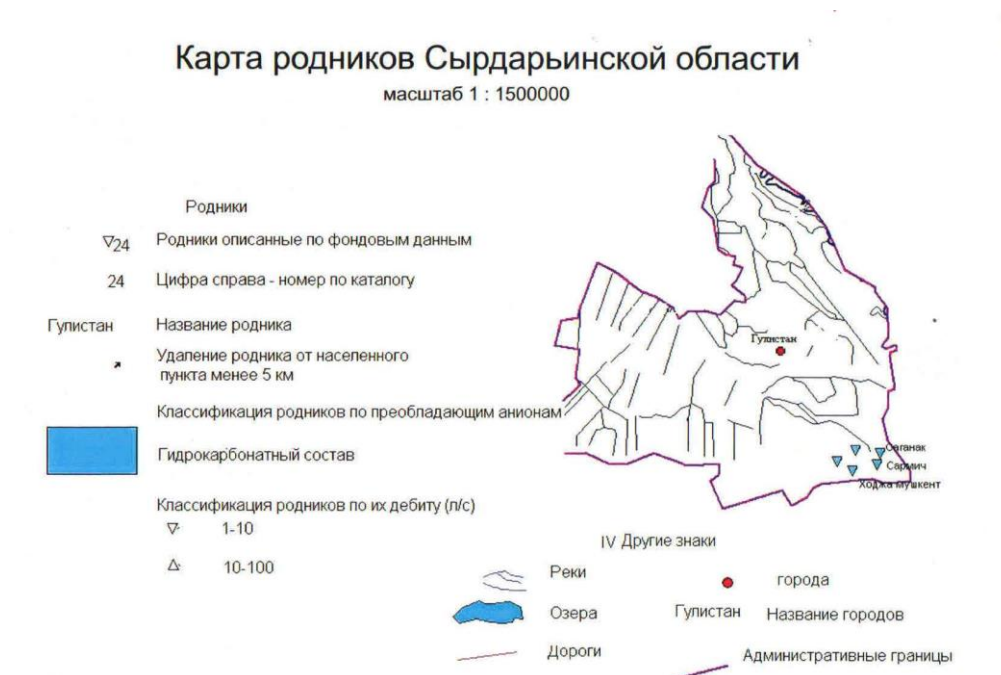 Карта родников Сырдарьинской области
масштаб 1 : 1500000
Родники
24 Родники описанные по фондовым данным
24 Цифра справа - номер по каталогу
Гулистан Название родника
Удаление родника от населенного
пункта менее 5 км
Классификация родников по преобладающим анионам
Гидрокарбонатный состав
Классификация родников по их дебиту (л/с)
1-10
10-100
Гулистан
Саганак
Сармич
Ходжа мушкент
IV Другие знаки
Реки
города
Озера
Гулистан Название городов
Дороги
Административные границы